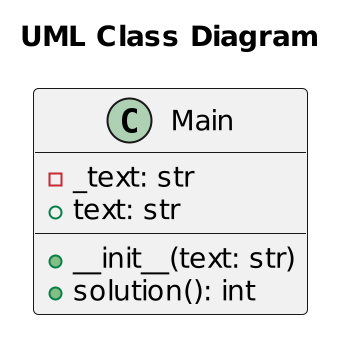 UML Class Diagram
C Main
_text: str
text: str
__init__(text: str)
solution(): int